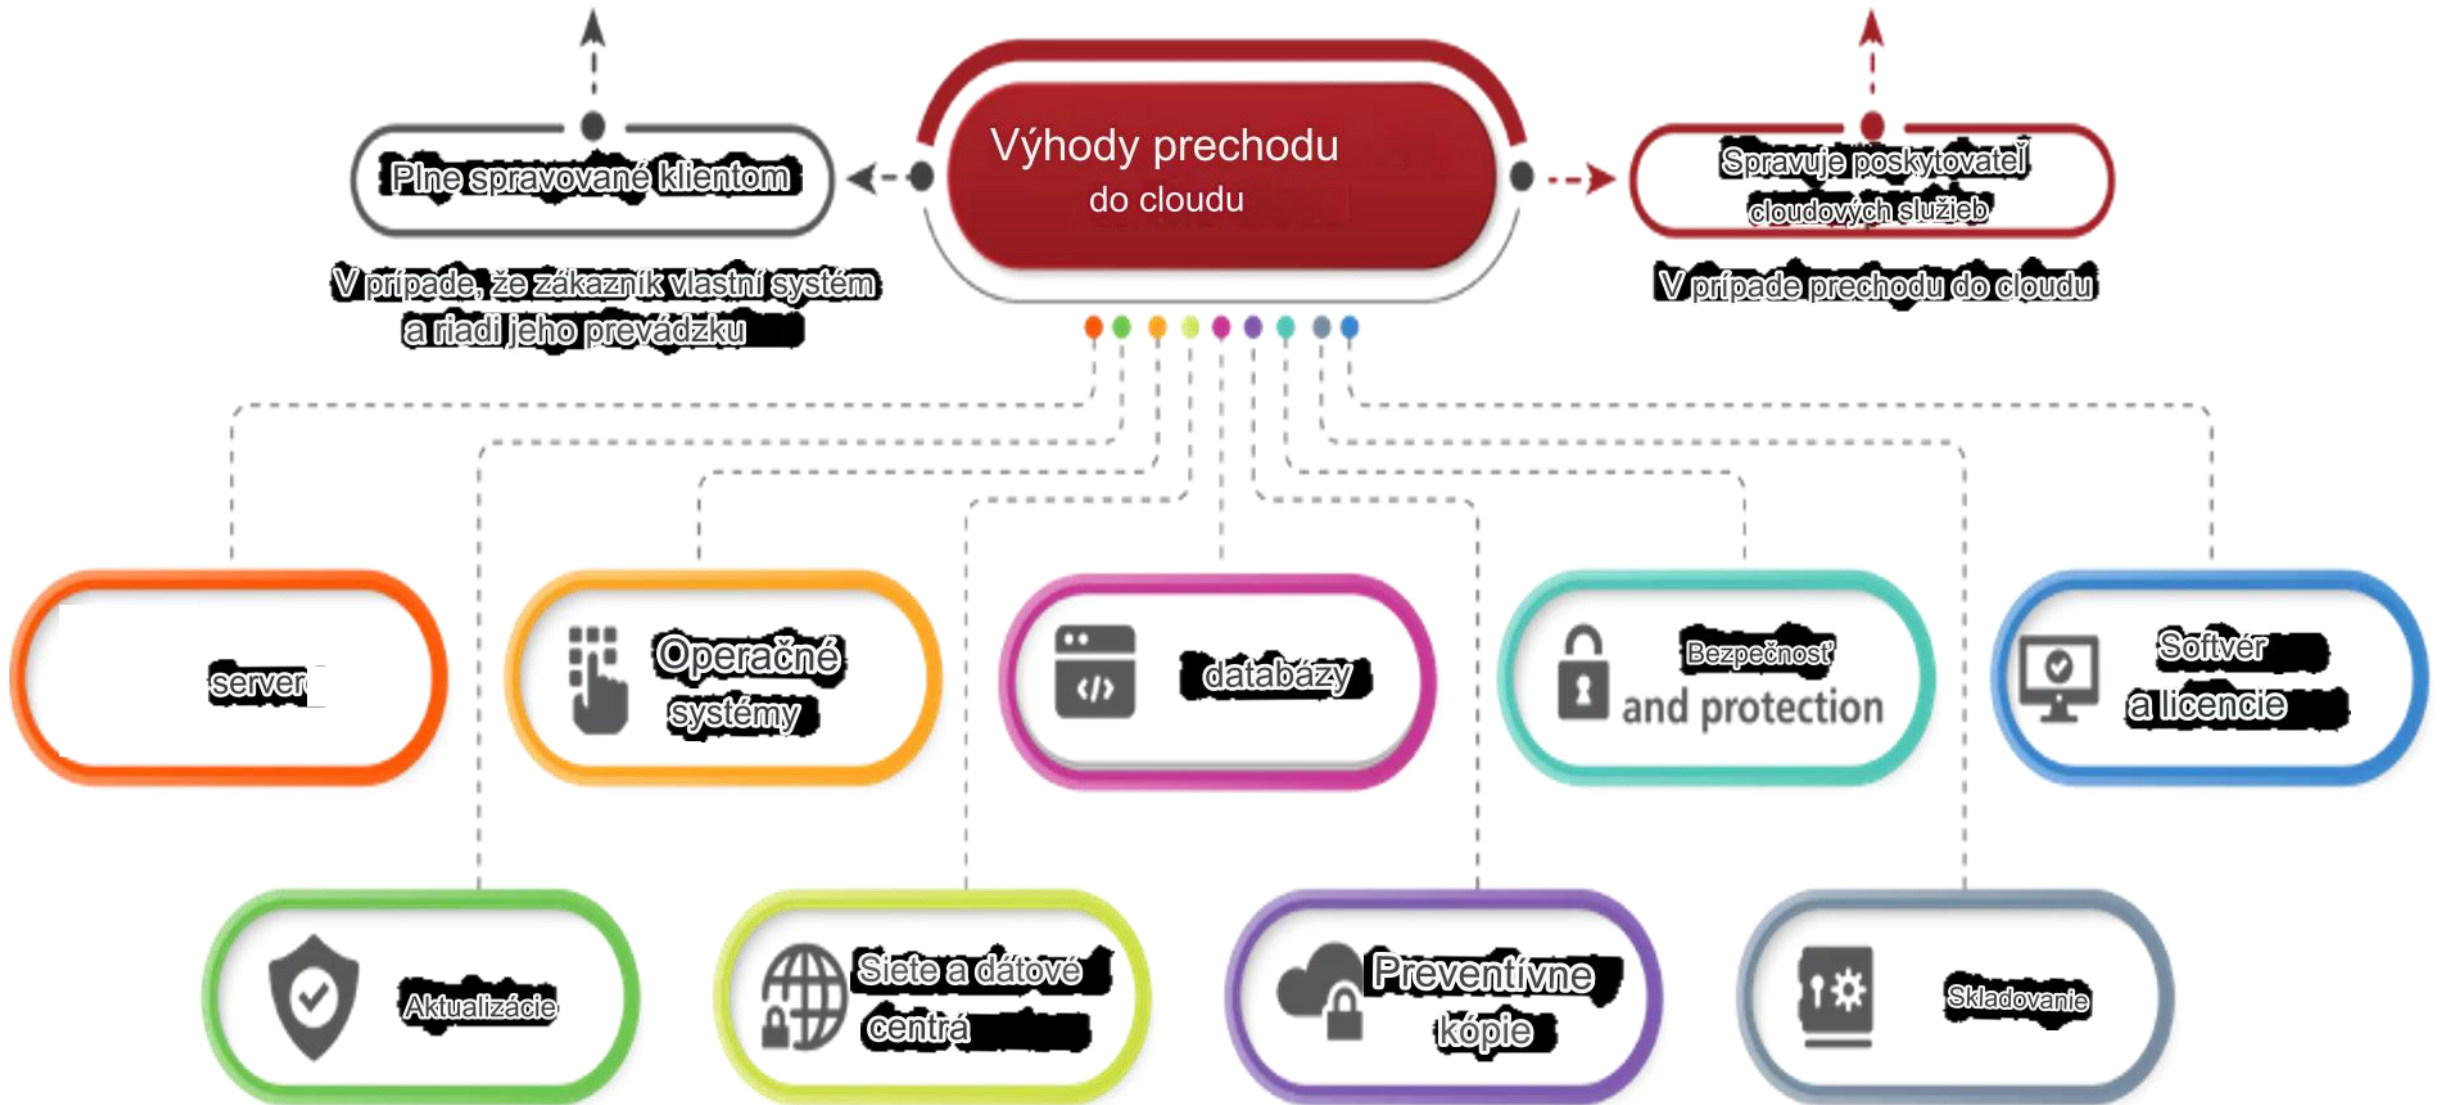 Výhody prechodu
do cloudu
Plne spravované klientom
V prípade, že zákazník vlastní systém
a riadi jeho prevádzku
Spravuje poskytovateľ
cloudových služieb
V prípade prechodu do cloudu
Operačné
systémy
databázy
Bezpečnosť
and protection
Softvér
a licencie
Aktualizácie
Siete a dátové
centrá
Preventívne
kópie
Skladovanie